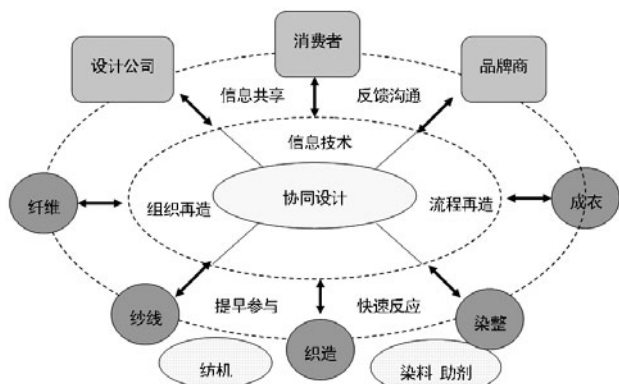 消费者
设计公司
品牌商
信息共享
反馈沟通
信息技术
纤维
组织再造
协同设计
流程再造
成衣
提早参与
快速反应
纱线
织造
染整
纺机
染料 助剂